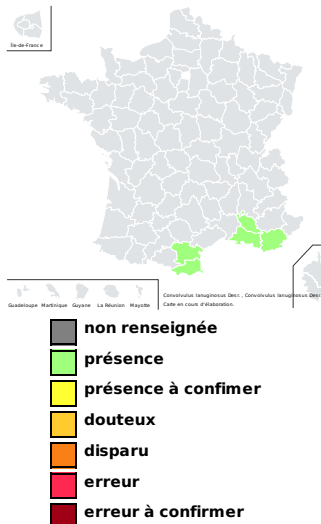 Île-de-France
Convolvulus lanuginosus Desr. , Convolvulus lanuginosus Desr
Carte en cours d'élaboration.
Guadeloupe Martinique Guyane La Réunion Mayotte
non renseignée
présence
présence à confimer
douteux
disparu
erreur
erreur à confirmer